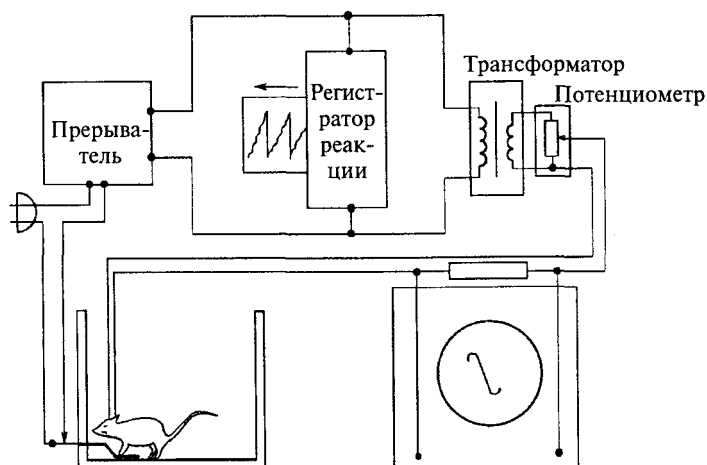 Прерыва-
тель
Регист-
ратор
реак-
ции
Трансформатор
Потенциометр